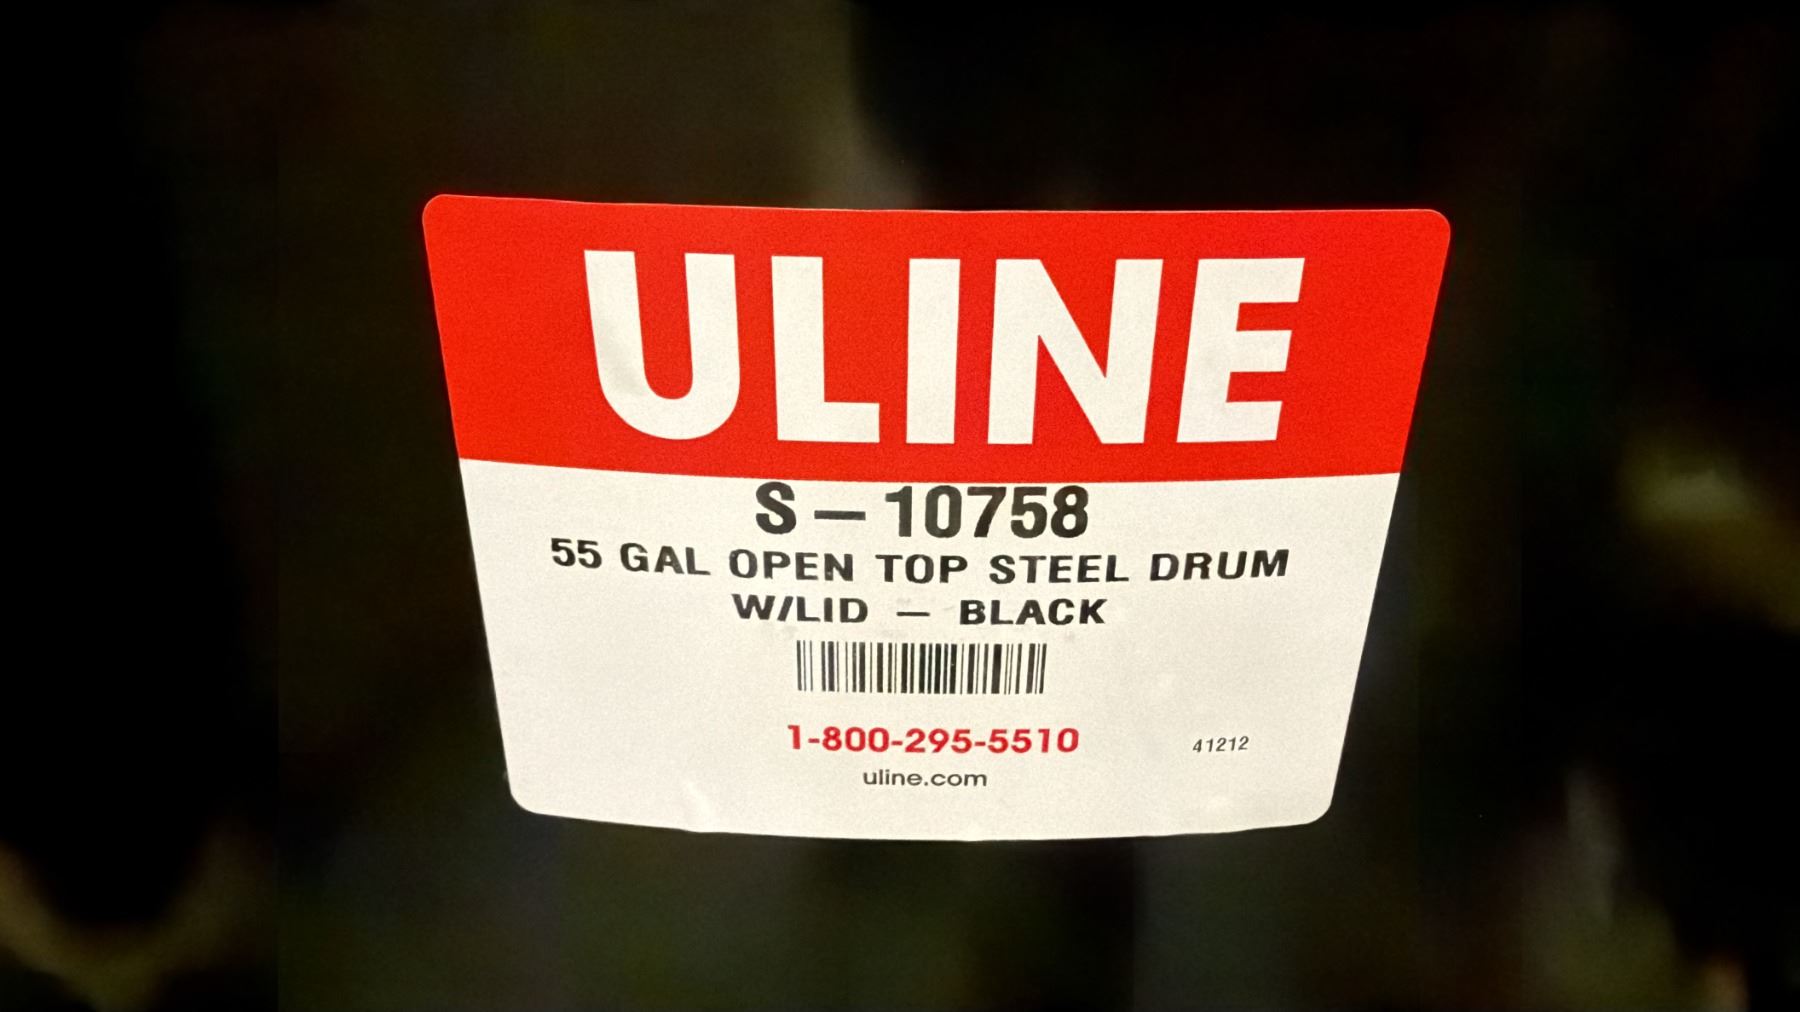 ULINE
S – 10758
55 GAL OPEN TOP STEEL DRUM
W/LID – BLACK
1-800-295-5510
41212
uline.com